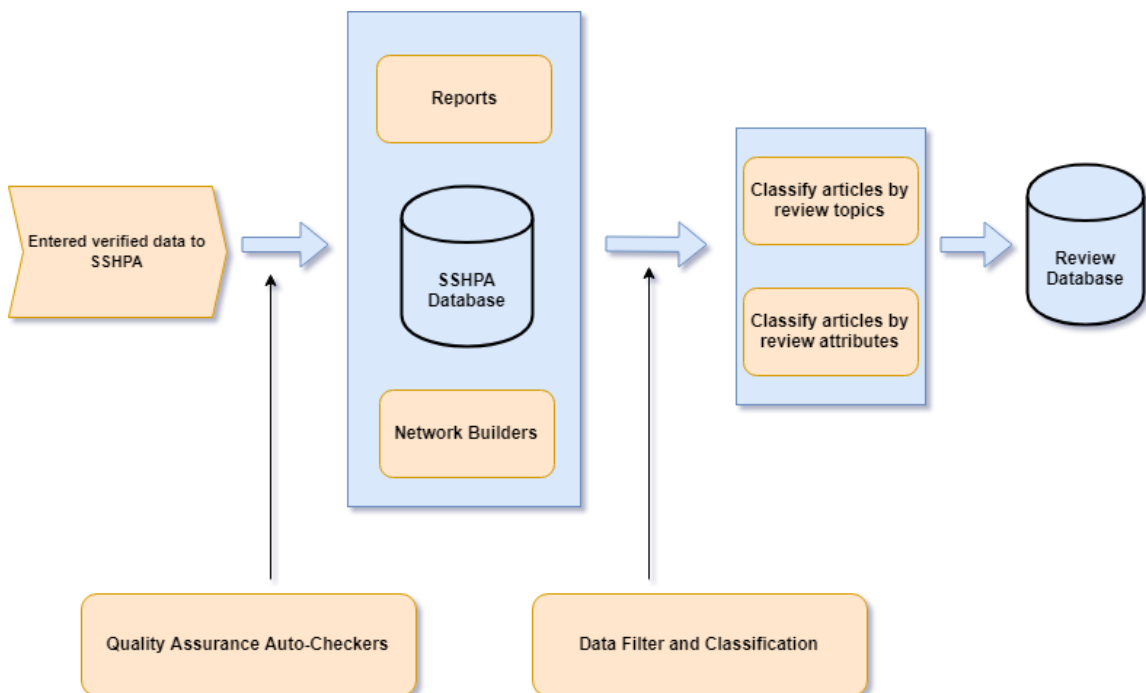 Entered verified data to
SSHPA
Reports
SSHPA
Database
Network Builders
Classify articles by
review topics
Classify articles by
review attributes
Review
Database
Quality Assurance Auto-Checkers
Data Filter and Classification